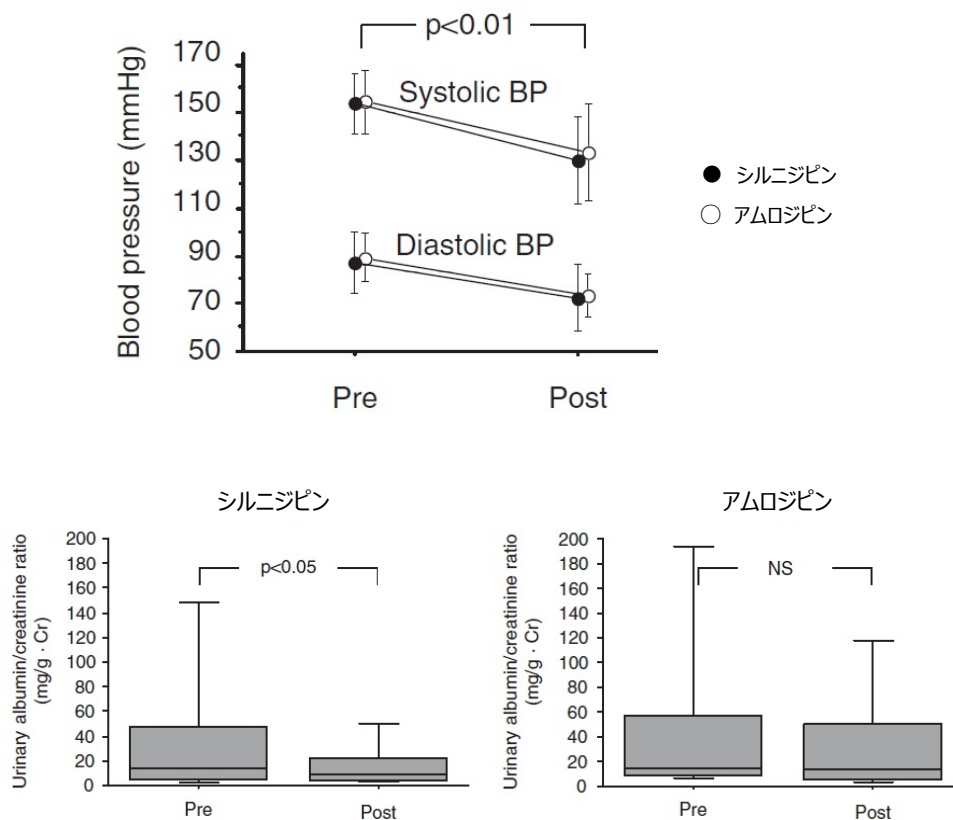 p<0.01
170
150
130
110
90
70
50
Blood pressure (mmHg)
Systolic BP
Diastolic BP
Pre
Post
● シルニジピン
○ アムロジピン
シルニジピン
Urinary albumin/creatinine ratio
(mg/g · Cr)
200
180
160
140
120
100
80
60
40
20
0
p<0.05
Pre
Post
アムロジピン
Urinary albumin/creatinine ratio
(mg/g · Cr)
200
180
160
140
120
100
80
60
40
20
0
NS
Pre
Post